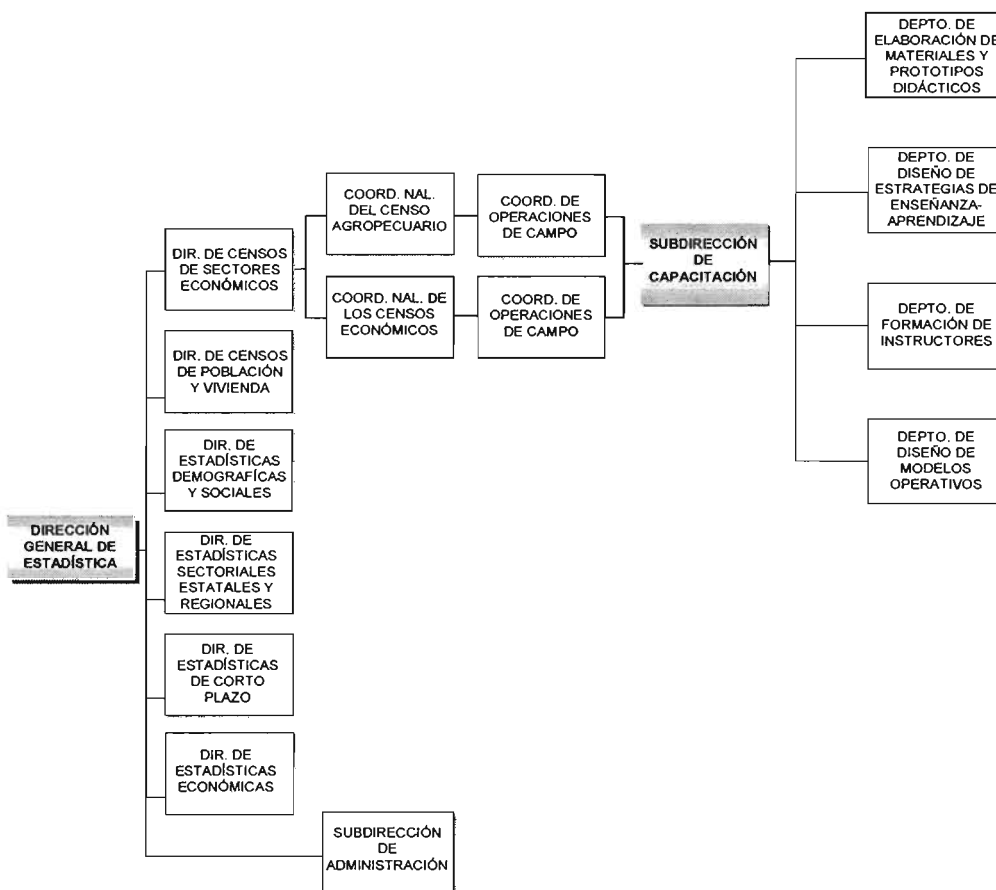 DIRECCIÓN
GENERAL DE
ESTADÍSTICA
DIR. DE CENSOS
DE SECTORES
ECONÓMICOS
DIR. DE CENSOS
DE POBLACIÓN
Y VIVIENDA
DIR. DE
ESTADÍSTICAS
DEMOGRAFÍCAS
Y SOCIALES
DIR. DE
ESTADÍSTICAS
SECTORIALES
ESTATALES Y
REGIONALES
DIR. DE
ESTADÍSTICAS
DE CORTO
PLAZO
DIR. DE
ESTADÍSTICAS
ECONÓMICAS
SUBDIRECCIÓN
DE
ADMINISTRACIÓN
COORD. NAL.
DEL CENSO
AGROPECUARIO
COORD. NAL. DE
LOS CENSOS
ECONÓMICOS
COORD. DE
OPERACIONES
DE CAMPO
COORD. DE
OPERACIONES
DE CAMPO
SUBDIRECCIÓN
DE
CAPACITACIÓN
DEPTO. DE
ELABORACIÓN DE
MATERIALES Y
PROTOTIPOS
DIDÁCTICOS
DEPTO. DE
DISEÑO DE
ESTRATEGIAS DE
ENSEÑANZA-
APRENDIZAJE
DEPTO. DE
FORMACIÓN DE
INSTRUCTORES
DEPTO. DE
DISEÑO DE
MODELOS
OPERATIVOS